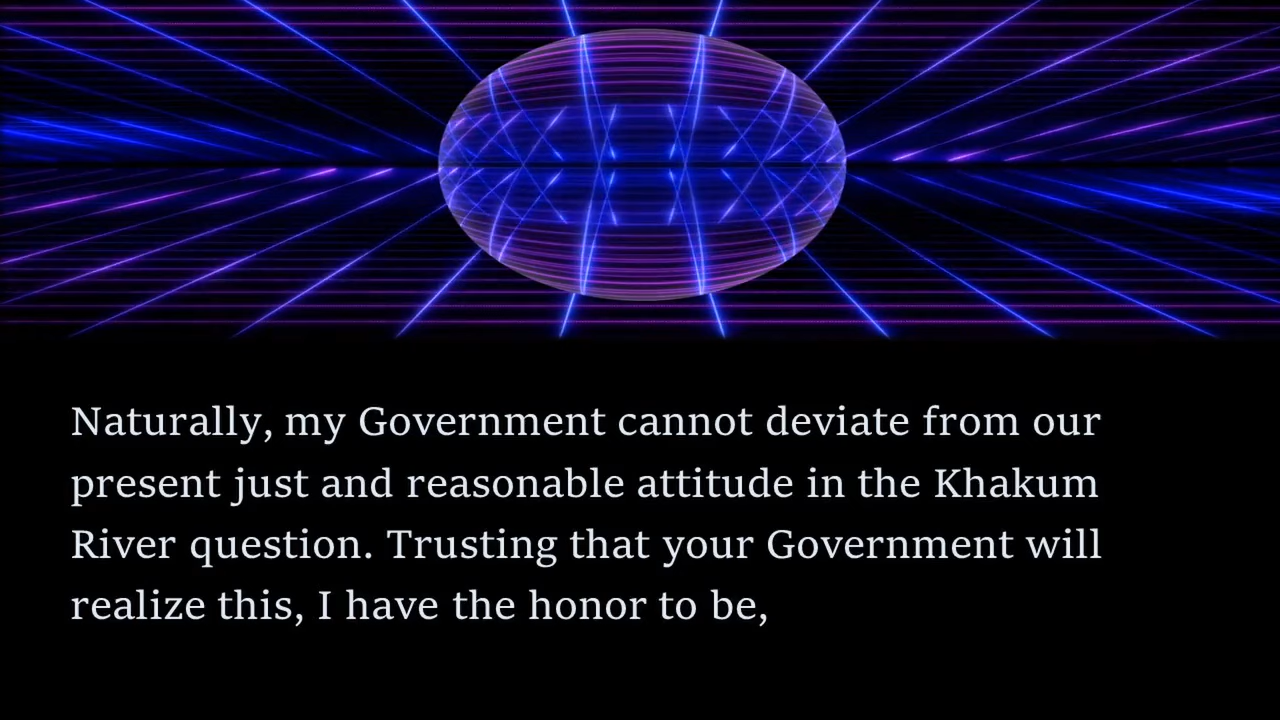 Naturally, my Government cannot deviate from our
present just and reasonable attitude in the Khakum
River question. Trusting that your Government will
realize this, I have the honor to be,